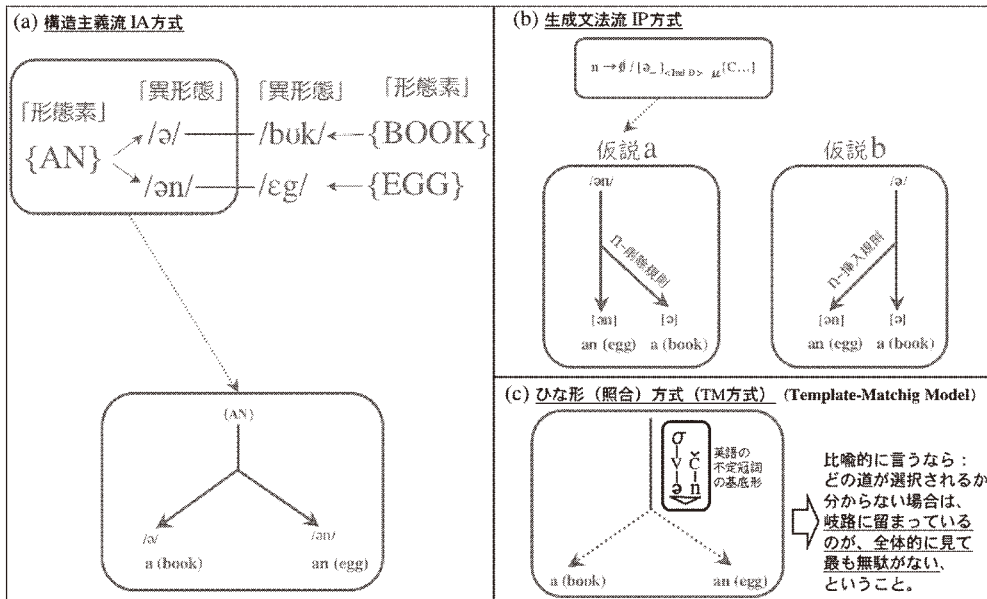 (a) 構造主義流 IA方式
「形態素」
「異形態」
「異形態」
「形態素」
{AN}
/ə/
/bʊk/
{BOOK}
/ən/
/ɛg/
{EGG}
{AN}
/ə/
/ən/
a (book)
an (egg)
(b) 生成文法流 IP方式
n → ∅ / [ə_ ]<Ind D> μ{C…]
仮説a
仮説b
/ən/
/ə/
n-削除規則
n-挿入規則
[ən]
[ə]
[ən]
[ə]
an (egg)
a (book)
an (egg)
a (book)
(c) ひな形（照合）方式（TM方式） (Template-Matchig Model)
σ
v č
ə n
英語の
不定冠詞
の基底形
a (book)
an (egg)
比喩的に言うなら：
どの道が選択されるか
分からない場合は、
岐路に留まっている
のが、全体的に見て
最も無駄がない、
ということ。